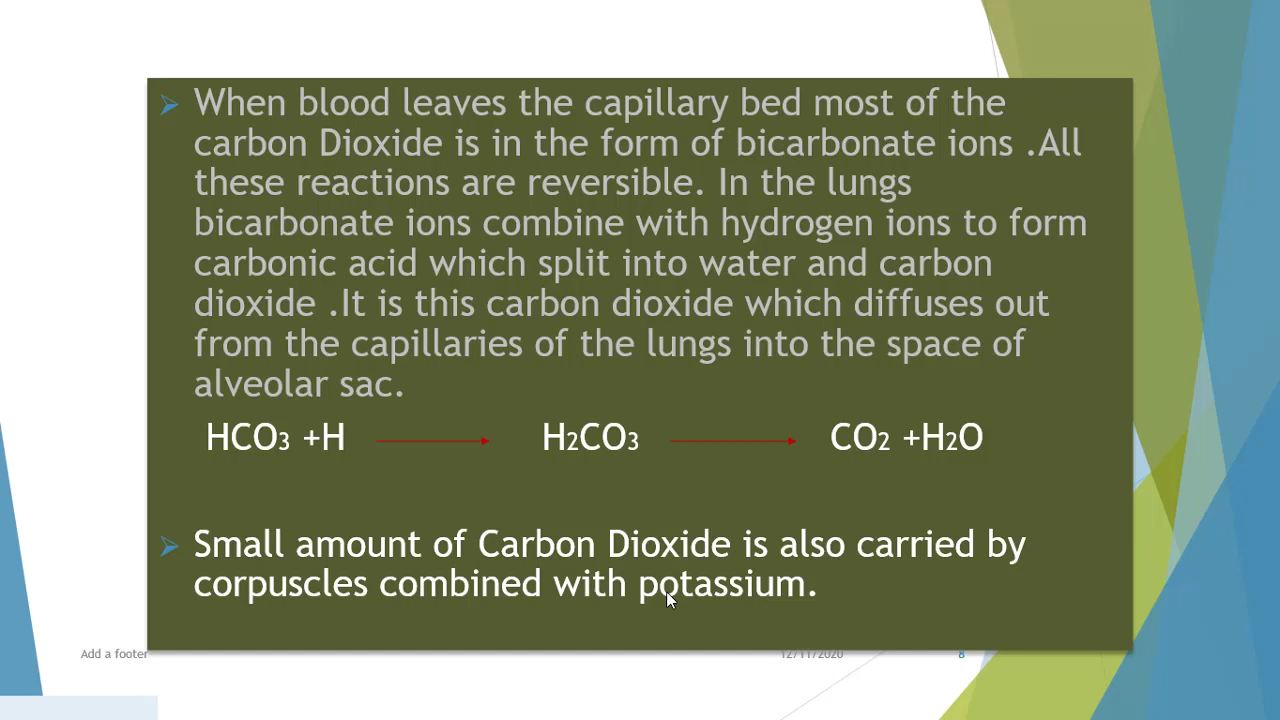 When blood leaves the capillary bed most of the
carbon Dioxide is in the form of bicarbonate ions .All
these reactions are reversible. In the lungs
bicarbonate ions combine with hydrogen ions to form
carbonic acid which split into water and carbon
dioxide .It is this carbon dioxide which diffuses out
from the capillaries of the lungs into the space of
alveolar sac.
HCO3 +H H2CO3 CO2 +H2O
Small amount of Carbon Dioxide is also carried by
corpuscles combined with potassium.
Add a footer 12/11/2020 8